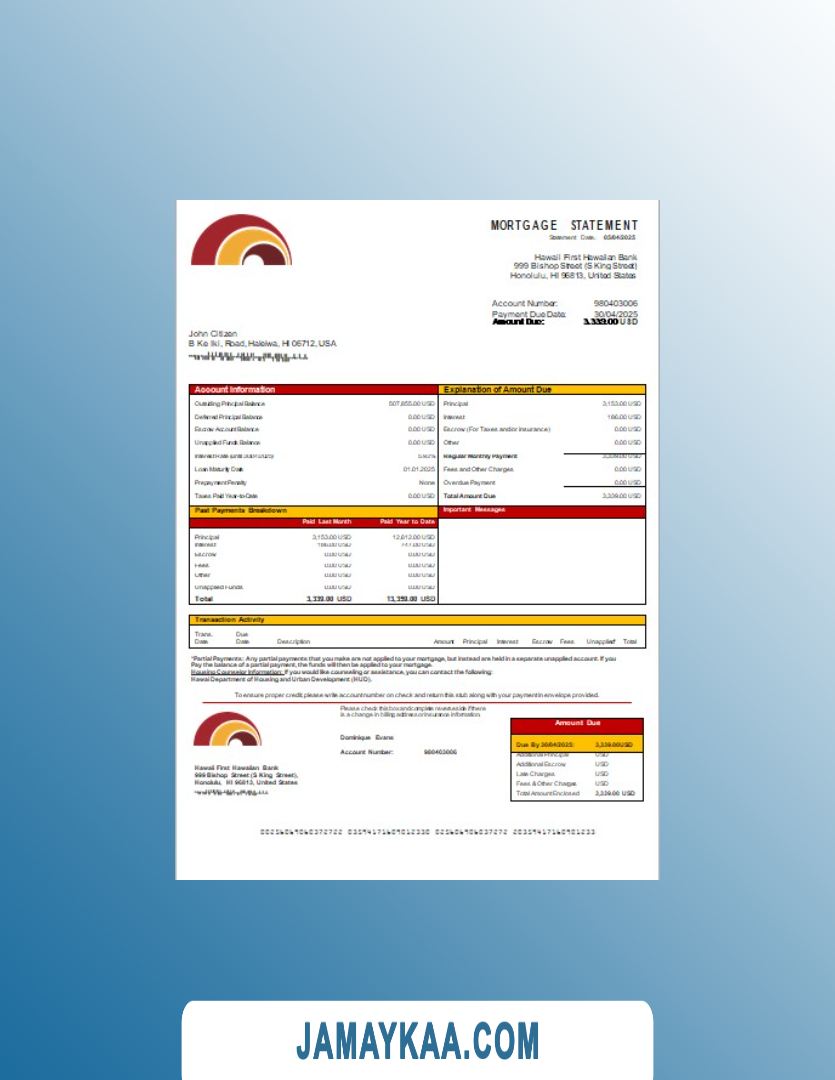 MORTGAGE STATEMENT
Statement Date: 05/04/2025
Hawaii First Hawaiian Bank
999 Bishop Street (S King Street)
Honolulu, HI 96813, United States
Account Number: 980403006
Payment Due Date: 30/04/2025
Amount Due: 3,339.00 USD
John Citizen
B Ke Iki, Road, Haleiwa, HI 06712, USA
Account Information Explanation of Amount Due
Outstding Principal Balance 507,855.00 USD Principal 3,153.00 USD
Deferred Principal Balance 0.00 USD Interest 186.00 USD
Escrow Account Balance 0.00 USD Escrow (For Taxes and/or Insurance) 0.00 USD
Unapplied Funds Balance 0.00 USD Other 0.00 USD
Interest Rate (until Regular Monthly Payment 3,339.00 USD
Loan Maturity Date 01.01.2025 Fees and Other Charges 0.00 USD
Prepayment Penalty None Overdue Payment 0.00 USD
Taxes Paid Year-to-Date 0.00 USD Total Amount Due 3,339.00 USD
Past Payments Breakdown Important Messages
Paid Last Month Paid Year to Date
Principal 3,153.00 USD 12,612.00 USD
Interest 186.00 USD 747.00 USD
Escrow 0.00 USD 0.00 USD
Fees 0.00 USD 0.00 USD
Other 0.00 USD 0.00 USD
Unapplied Funds 0.00 USD 0.00 USD
Total 3,339.00 USD 13,359.00 USD
Transaction Activity
Trans. Due
Date Date Description Amount Principal Interest Escrow Fees Unapplied* Total
*Partial Payments: Any partial payments that you make are not applied to your mortgage, but instead are held in a separate unapplied account. If you
Pay the balance of a partial payment, the funds will then be applied to your mortgage.
Housing Counselor Information: If you would like counseling or assistance, you can contact the following:
Hawai Department of Housing and Urban Development (HUD).
To ensure proper credit, please write account number on check and return this stub along with your payment in envelope provided.
Please check this box and complete reverse side if there
is a change in billing address or insurance information.
Amount Due
Dominique Evans
Due By 30/04/2025: 3,339.00 USD
Account Number: 980403006
Additional Principal USD
Additional Escrow USD
Hawaii First Hawaiian Bank
Late Charges USD
999 Bishop Street (S King Street),
Honolulu, HI 96813, United States
Fees & Other Charges USD
Total Amount Enclosed 3,339.00 USD
JAMAYKAA.COM